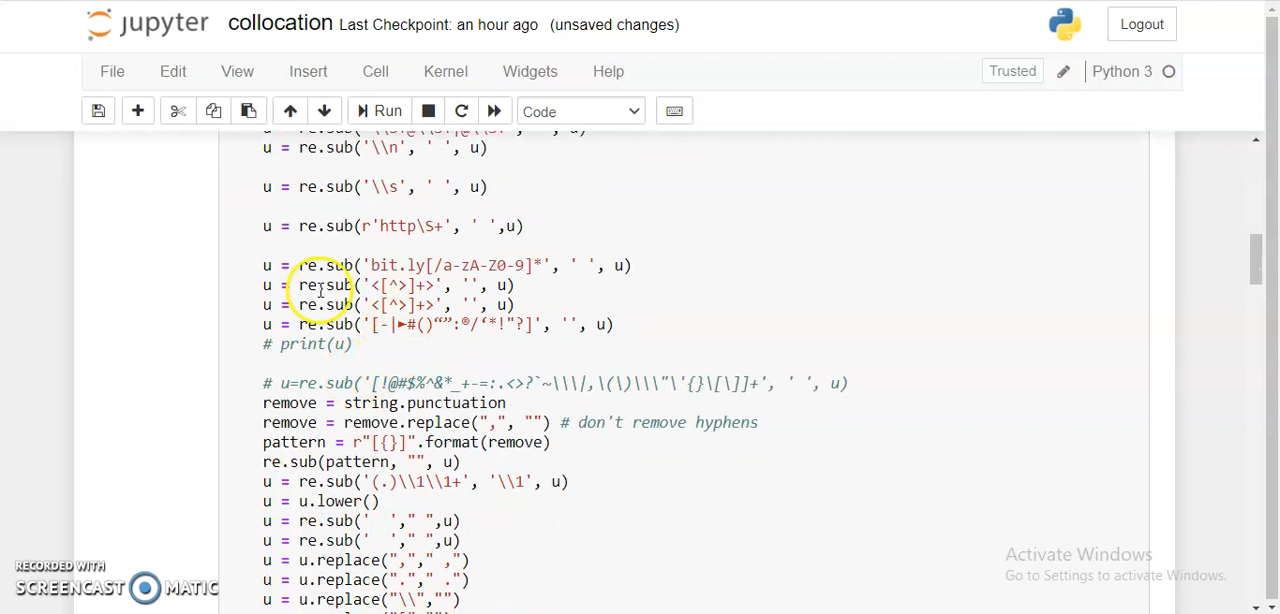 jupyter collocation Last Checkpoint: an hour ago (unsaved changes) Logout
File Edit View Insert Cell Kernel Widgets Help Trusted Python 3
Run Code
u = re.sub('\\n', ' ', u)
u = re.sub('\\s', ' ', u)
u = re.sub(r'http\S+', ' ',u)
u = re.sub('bit.ly[/a-zA-Z0-9]*', ' ', u)
u = re.sub('<[^>]+>', '', u)
u = re.sub('<[^>]+>', '', u)
u = re.sub('[-|►#()“”:®/‘*!"?]', '', u)
# print(u)
# u=re.sub('[!@#$%^&*_+-=:.<>?`~\\\|,\(\)\\\"\'{}\[\]]+', ' ', u)
remove = string.punctuation
remove = remove.replace(",", "") # don't remove hyphens
pattern = r"[{}]".format(remove)
re.sub(pattern, "", u)
u = re.sub('(.)\\1\\1+', '\\1', u)
u = u.lower()
u = re.sub('  '," ",u)
u = re.sub('  '," ",u)
u = u.replace(","," ,")
u = u.replace("."," .")
u = u.replace("\\","")
Activate Windows
Go to Settings to activate Windows.
RECORDED WITH
SCREENCAST MATIC